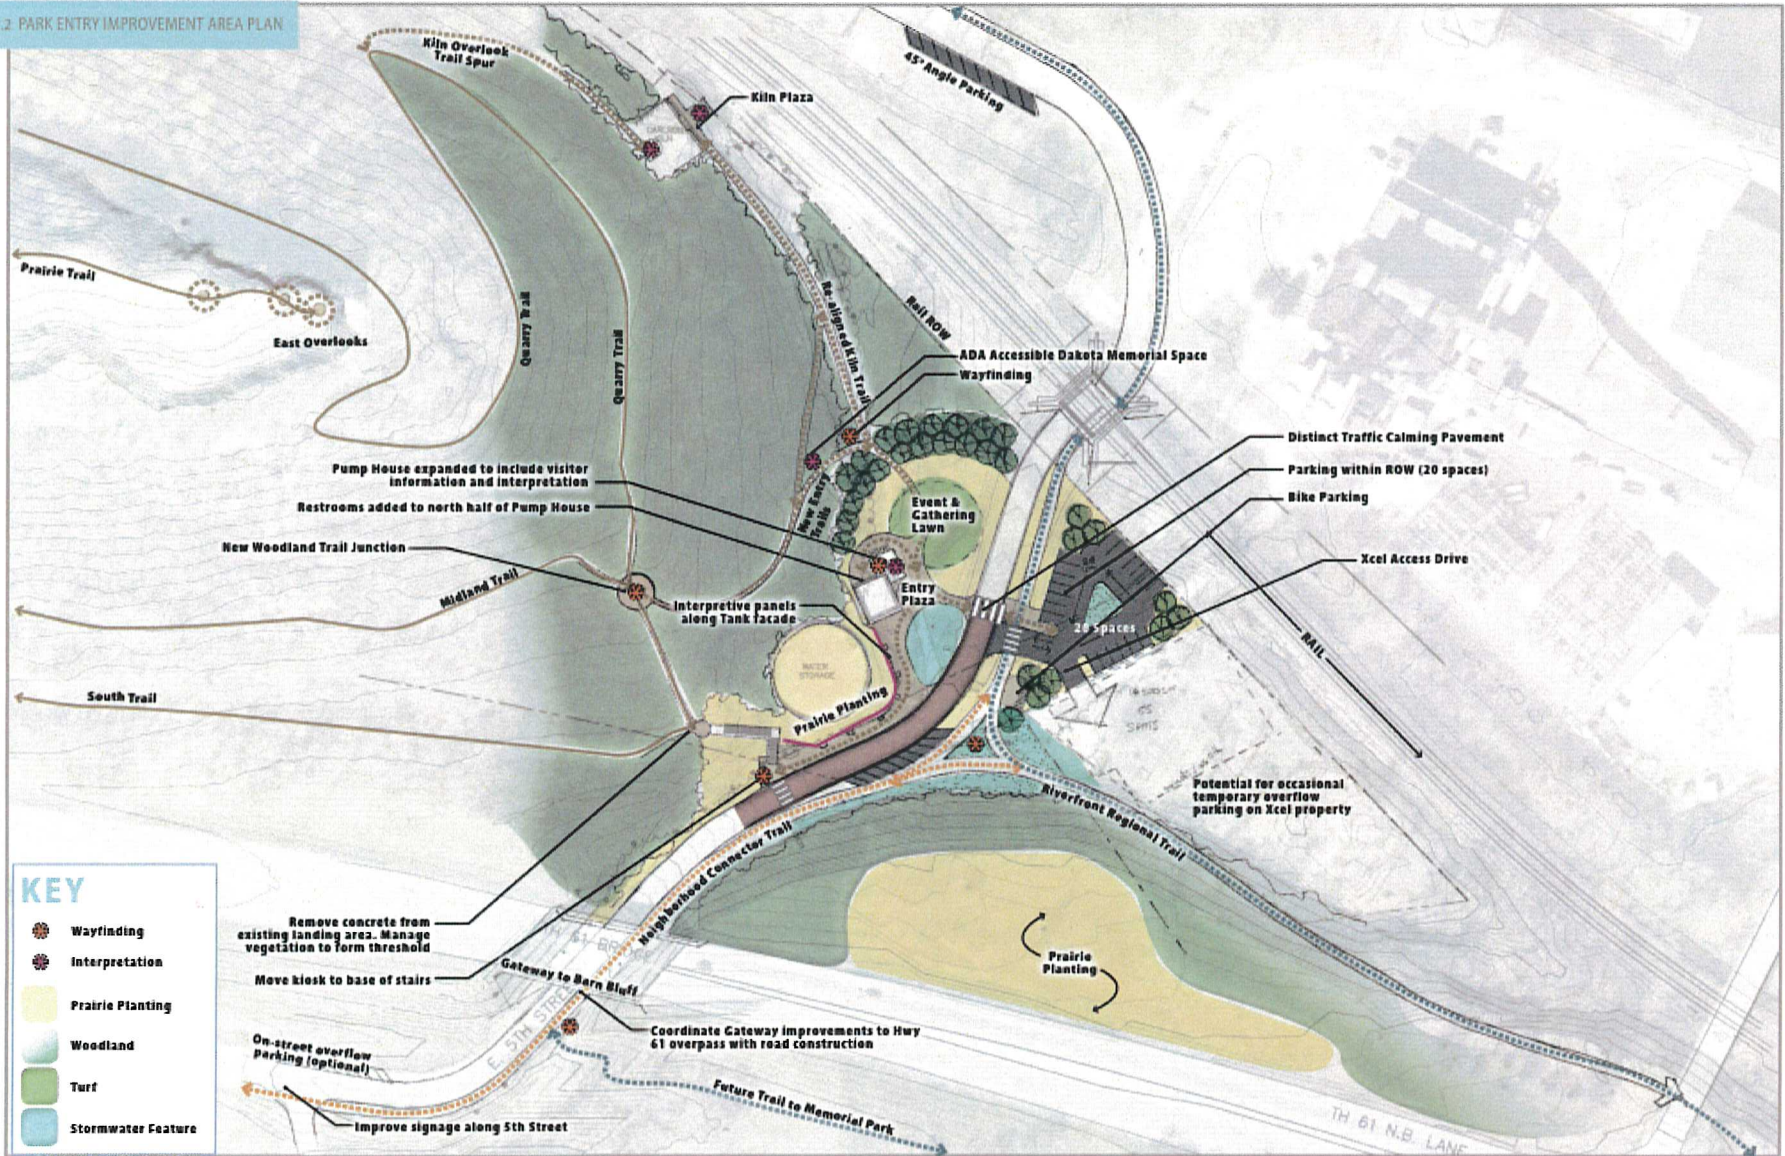 .2 PARK ENTRY IMPROVEMENT AREA PLAN
Kiln Overlook
Trail Spur
Kiln Plaza
45° Angle Parking
Prairie Trail
East Overlooks
Quarry Trail
Quarry Trail
Re-aligned Kiln Trail
Rail ROW
ADA Accessible Dakota Memorial Space
Wayfinding
Distinct Traffic Calming Pavement
Parking within ROW (20 spaces)
Bike Parking
Xcel Access Drive
Pump House expanded to include visitor
information and interpretation
Restrooms added to north half of Pump House
New Woodland Trail Junction
New Entry
Trails
Event &
Gathering
Lawn
Entry
Plaza
Midland Trail
Interpretive panels
along Tank facade
28 Spaces
RAIL
WATER
STORAGE
South Trail
Prairie Planting
Potential for occasional
temporary overflow
parking on Xcel property
Riverfront Regional Trail
Neighborhood Connector Trail
Remove concrete from
existing landing area. Manage
vegetation to form threshold
Move kiosk to base of stairs
Gateway to Barn Bluff
Prairie
Planting
Coordinate Gateway improvements to Hwy
61 overpass with road construction
On-street overflow
Parking (optional)
E. 5TH STREET
Improve signage along 5th Street
Future Trail to Memorial Park
TH 61 N.B LANE
KEY
Wayfinding
Interpretation
Prairie Planting
Woodland
Turf
Stormwater Feature